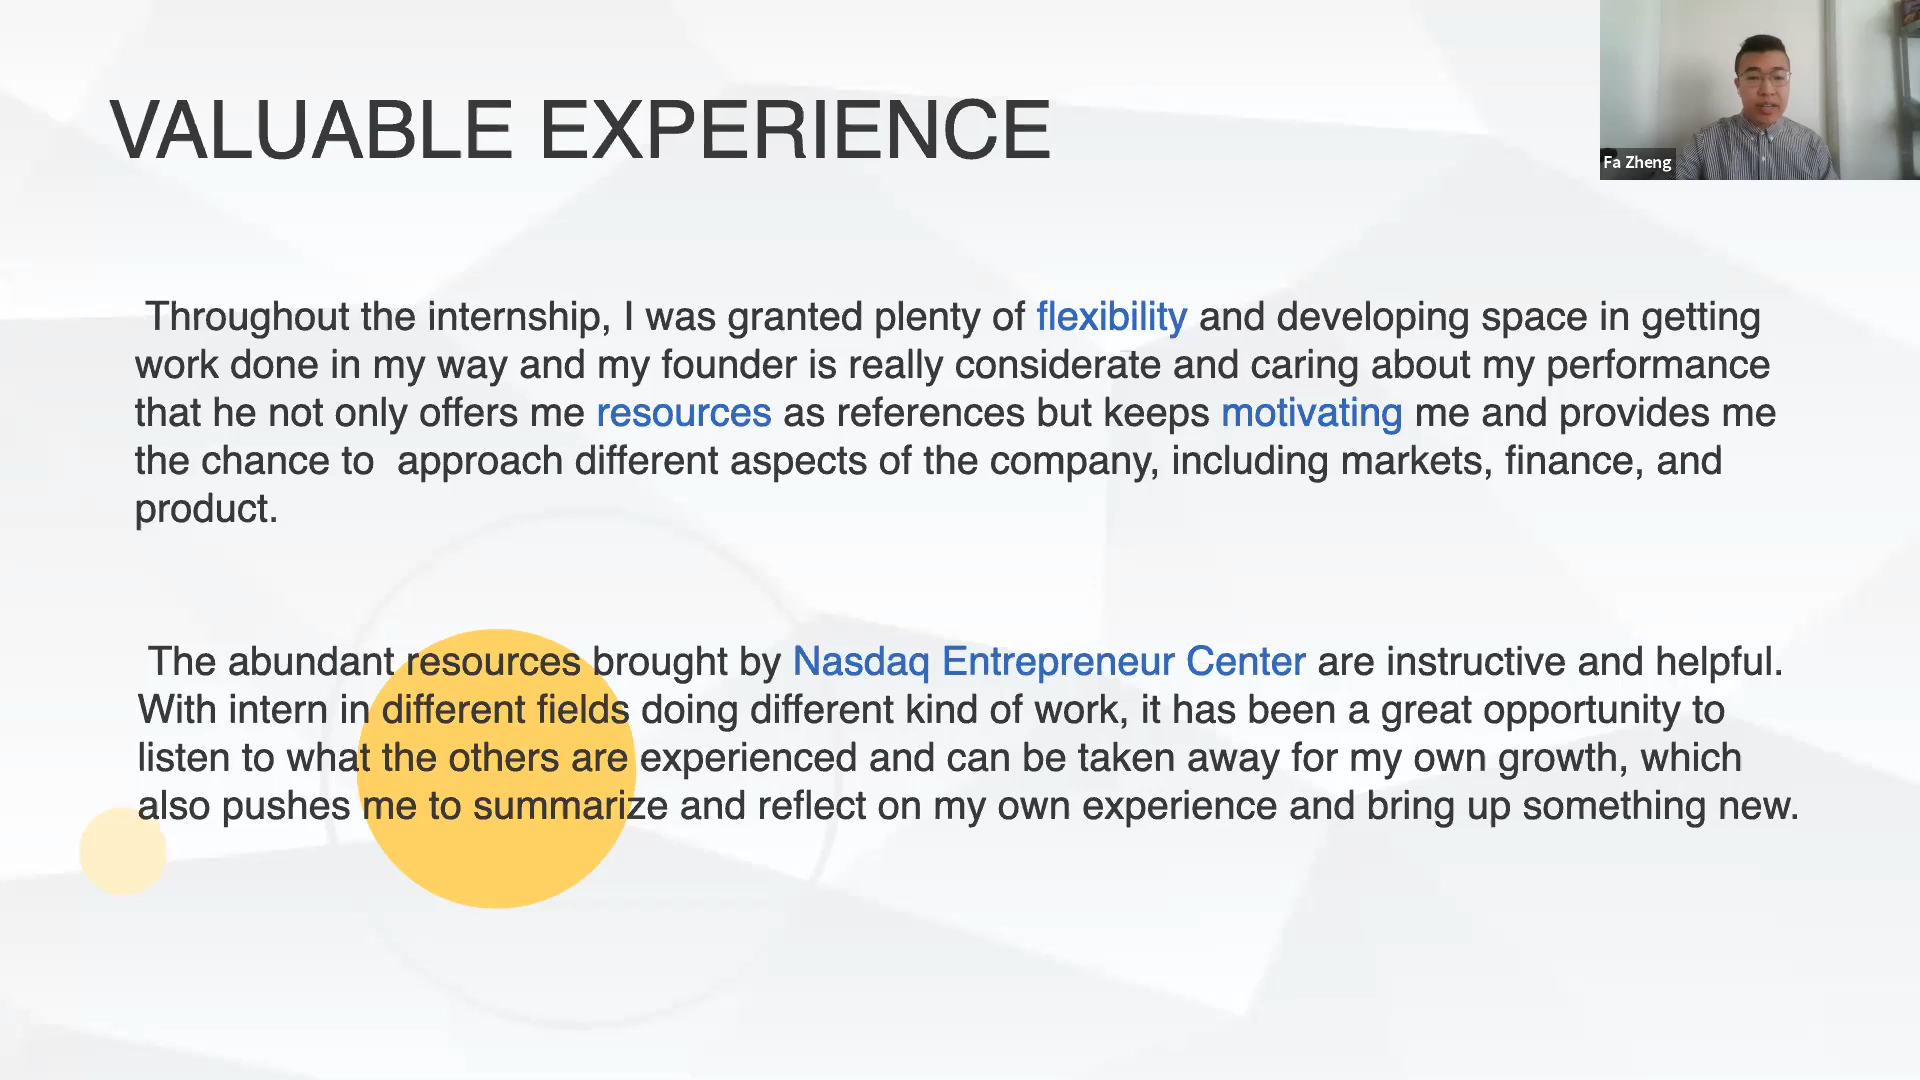 VALUABLE EXPERIENCE
Fa Zheng
Throughout the internship, I was granted plenty of flexibility and developing space in getting
work done in my way and my founder is really considerate and caring about my performance
that he not only offers me resources as references but keeps motivating me and provides me
the chance to  approach different aspects of the company, including markets, finance, and
product.
The abundant resources brought by Nasdaq Entrepreneur Center are instructive and helpful.
With intern in different fields doing different kind of work, it has been a great opportunity to
listen to what the others are experienced and can be taken away for my own growth, which
also pushes me to summarize and reflect on my own experience and bring up something new.